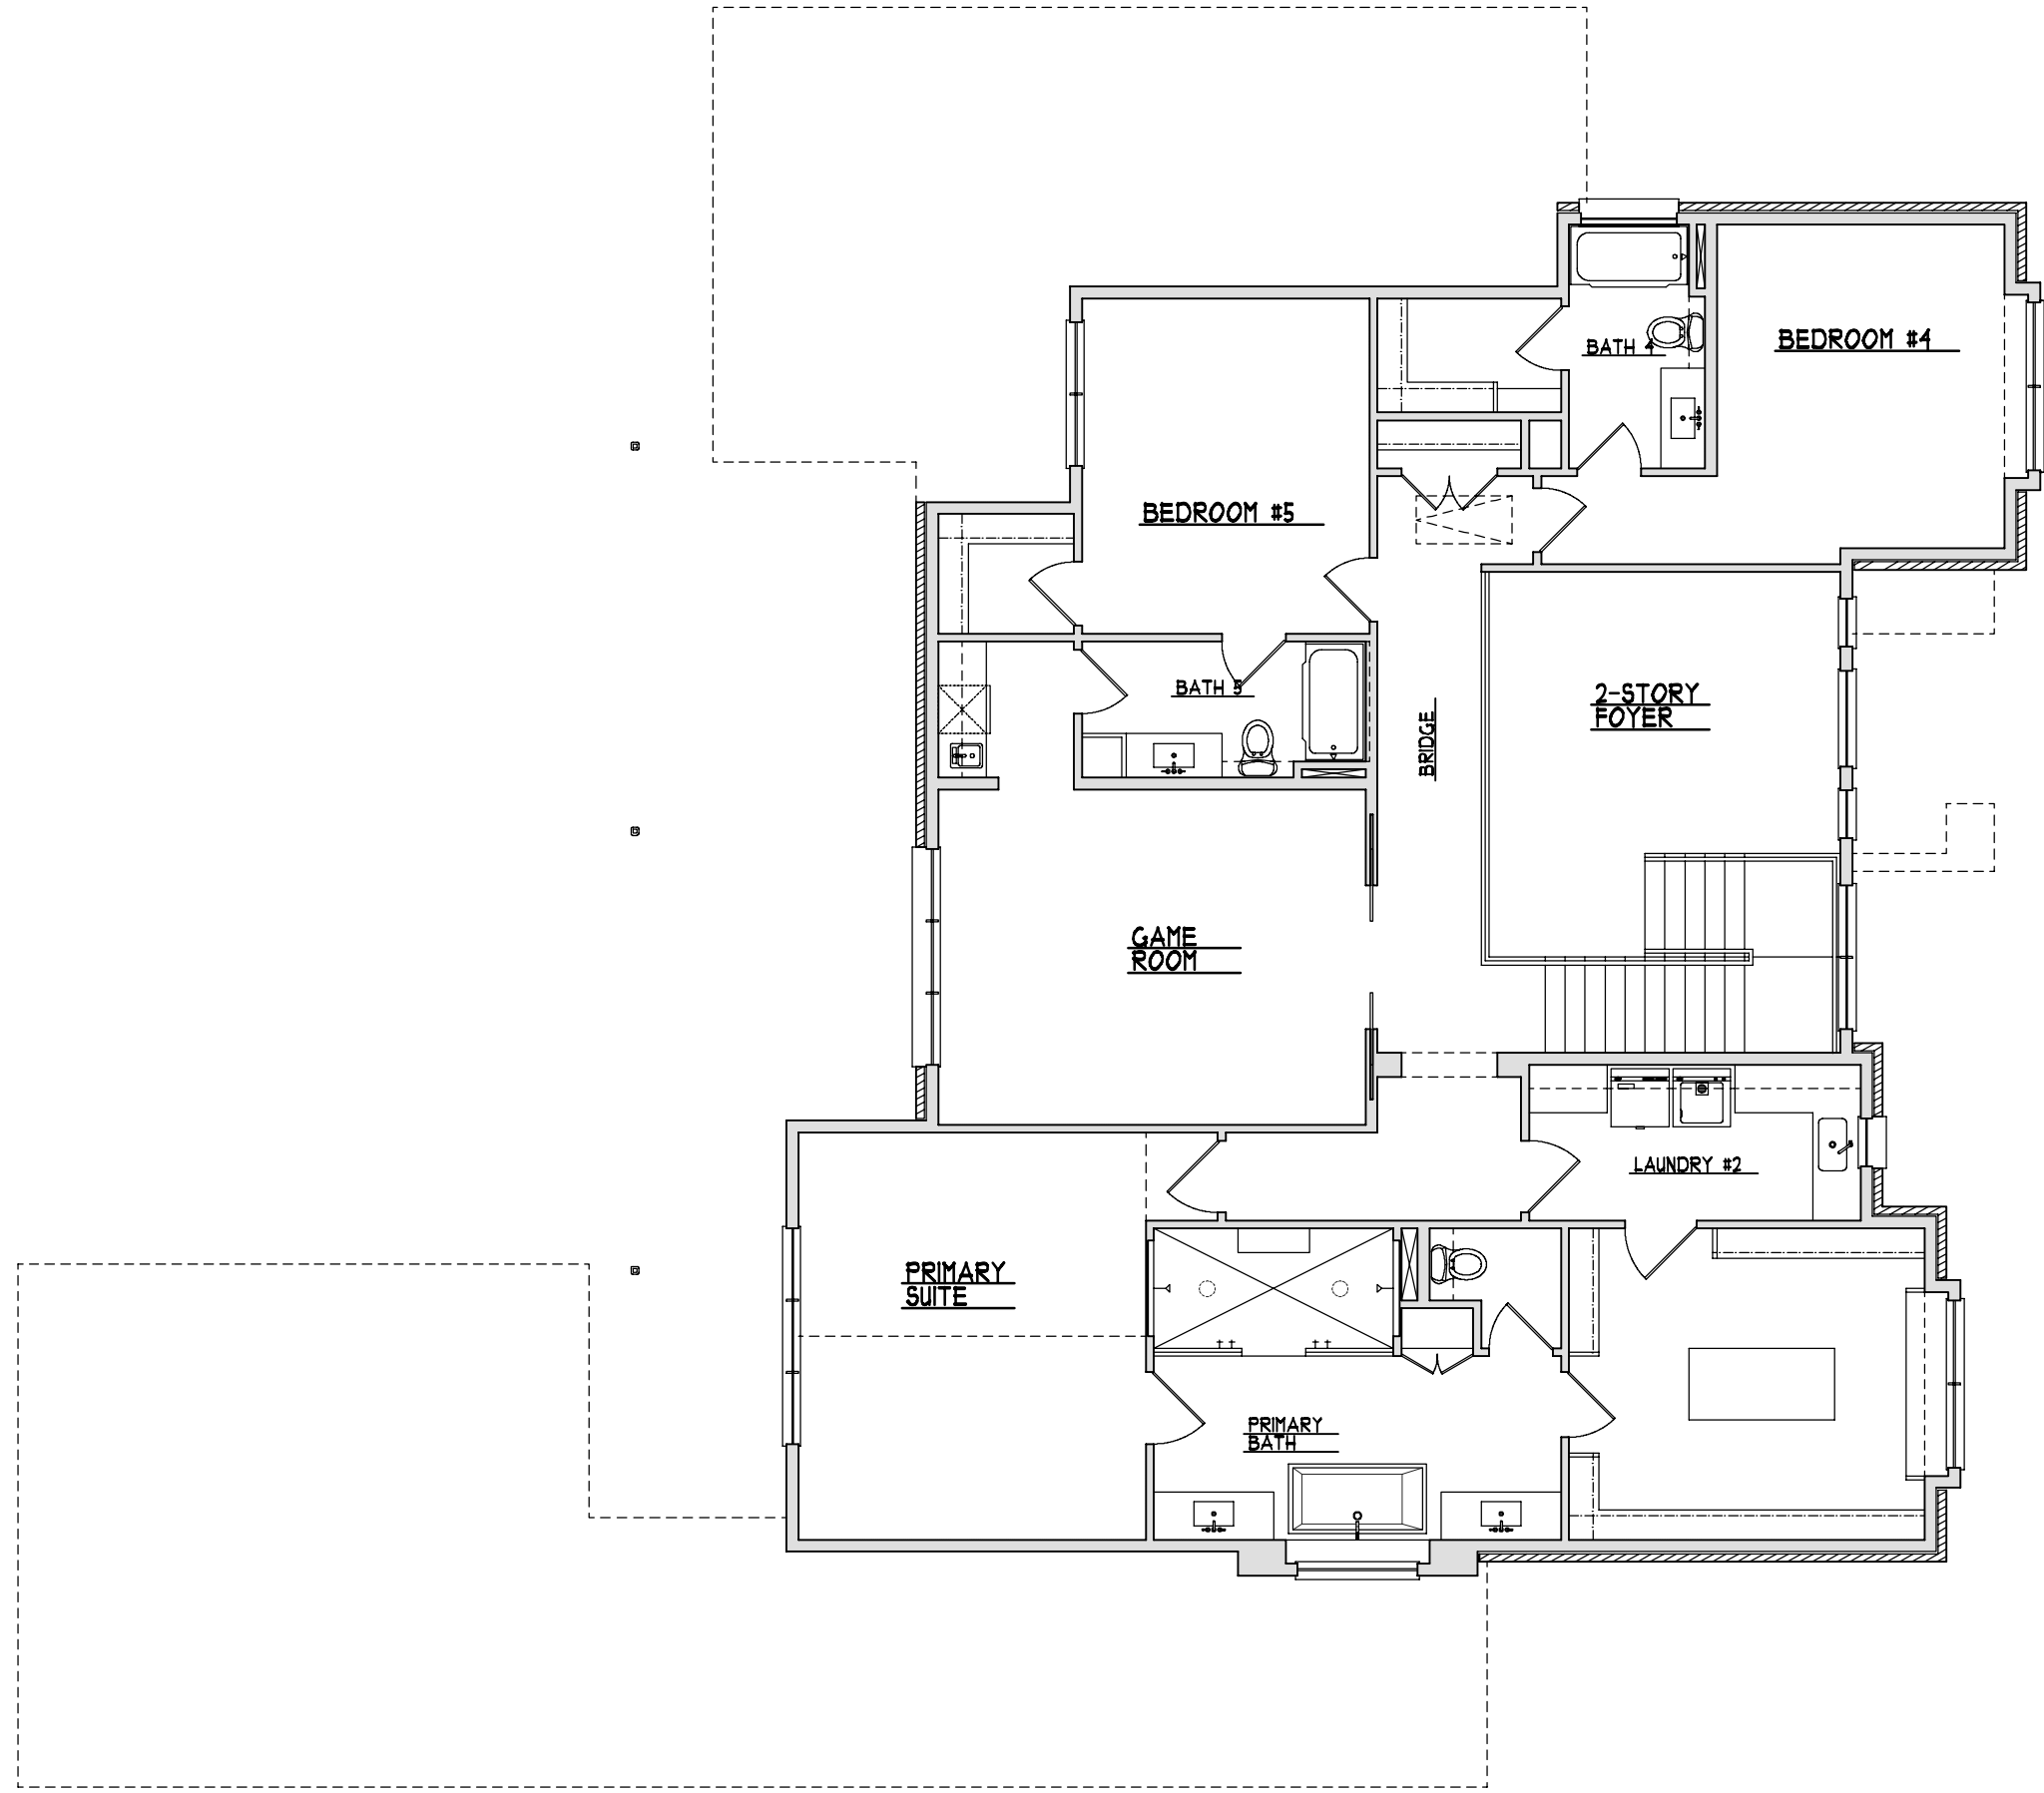 BATH 4
BEDROOM #4
BEDROOM #5
BATH 5
2-STORY
FOYER
BRIDGE
GAME
ROOM
LAUNDRY #2
PRIMARY
SUITE
PRIMARY
BATH